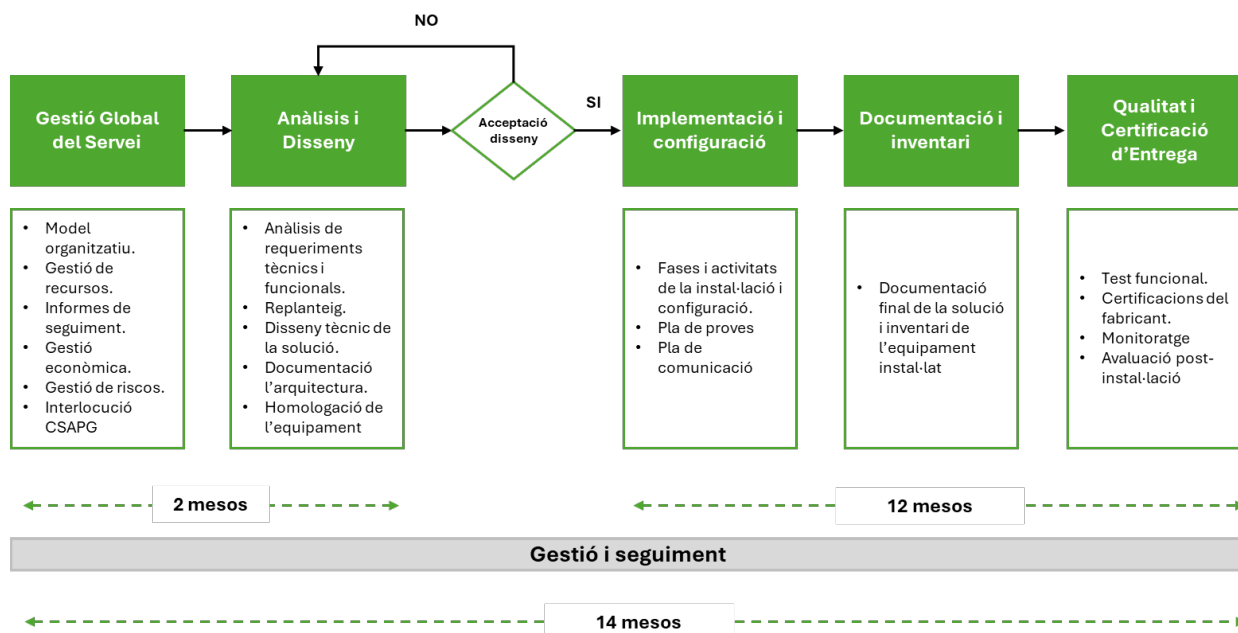 NO
Gestió Global
del Servei
Anàlisis i
Disseny
Acceptació
disseny
SI
Implementació i
configuració
Documentació i
inventari
Qualitat i
Certificació
d’Entrega
• Model
organitzatiu.
• Gestió de
recursos.
• Informes de
seguiment.
• Gestió
econòmica.
• Gestió de riscos.
• Interlocució
CSAPG
• Anàlisis de
requeriments
tècnics i
funcionals.
• Replanteig.
• Disseny tècnic de
la solució.
• Documentació
l’arquitectura.
• Homologació de
l’equipament
• Fases i activitats
de la instal·lació i
configuració.
• Pla de proves
• Pla de
comunicació
• Documentació
final de la solució
i inventari de
l’equipament
instal·lat
• Test funcional.
• Certificacions del
fabricant.
• Monitoratge
• Avaluació post-
instal·lació
2 mesos
12 mesos
Gestió i seguiment
14 mesos